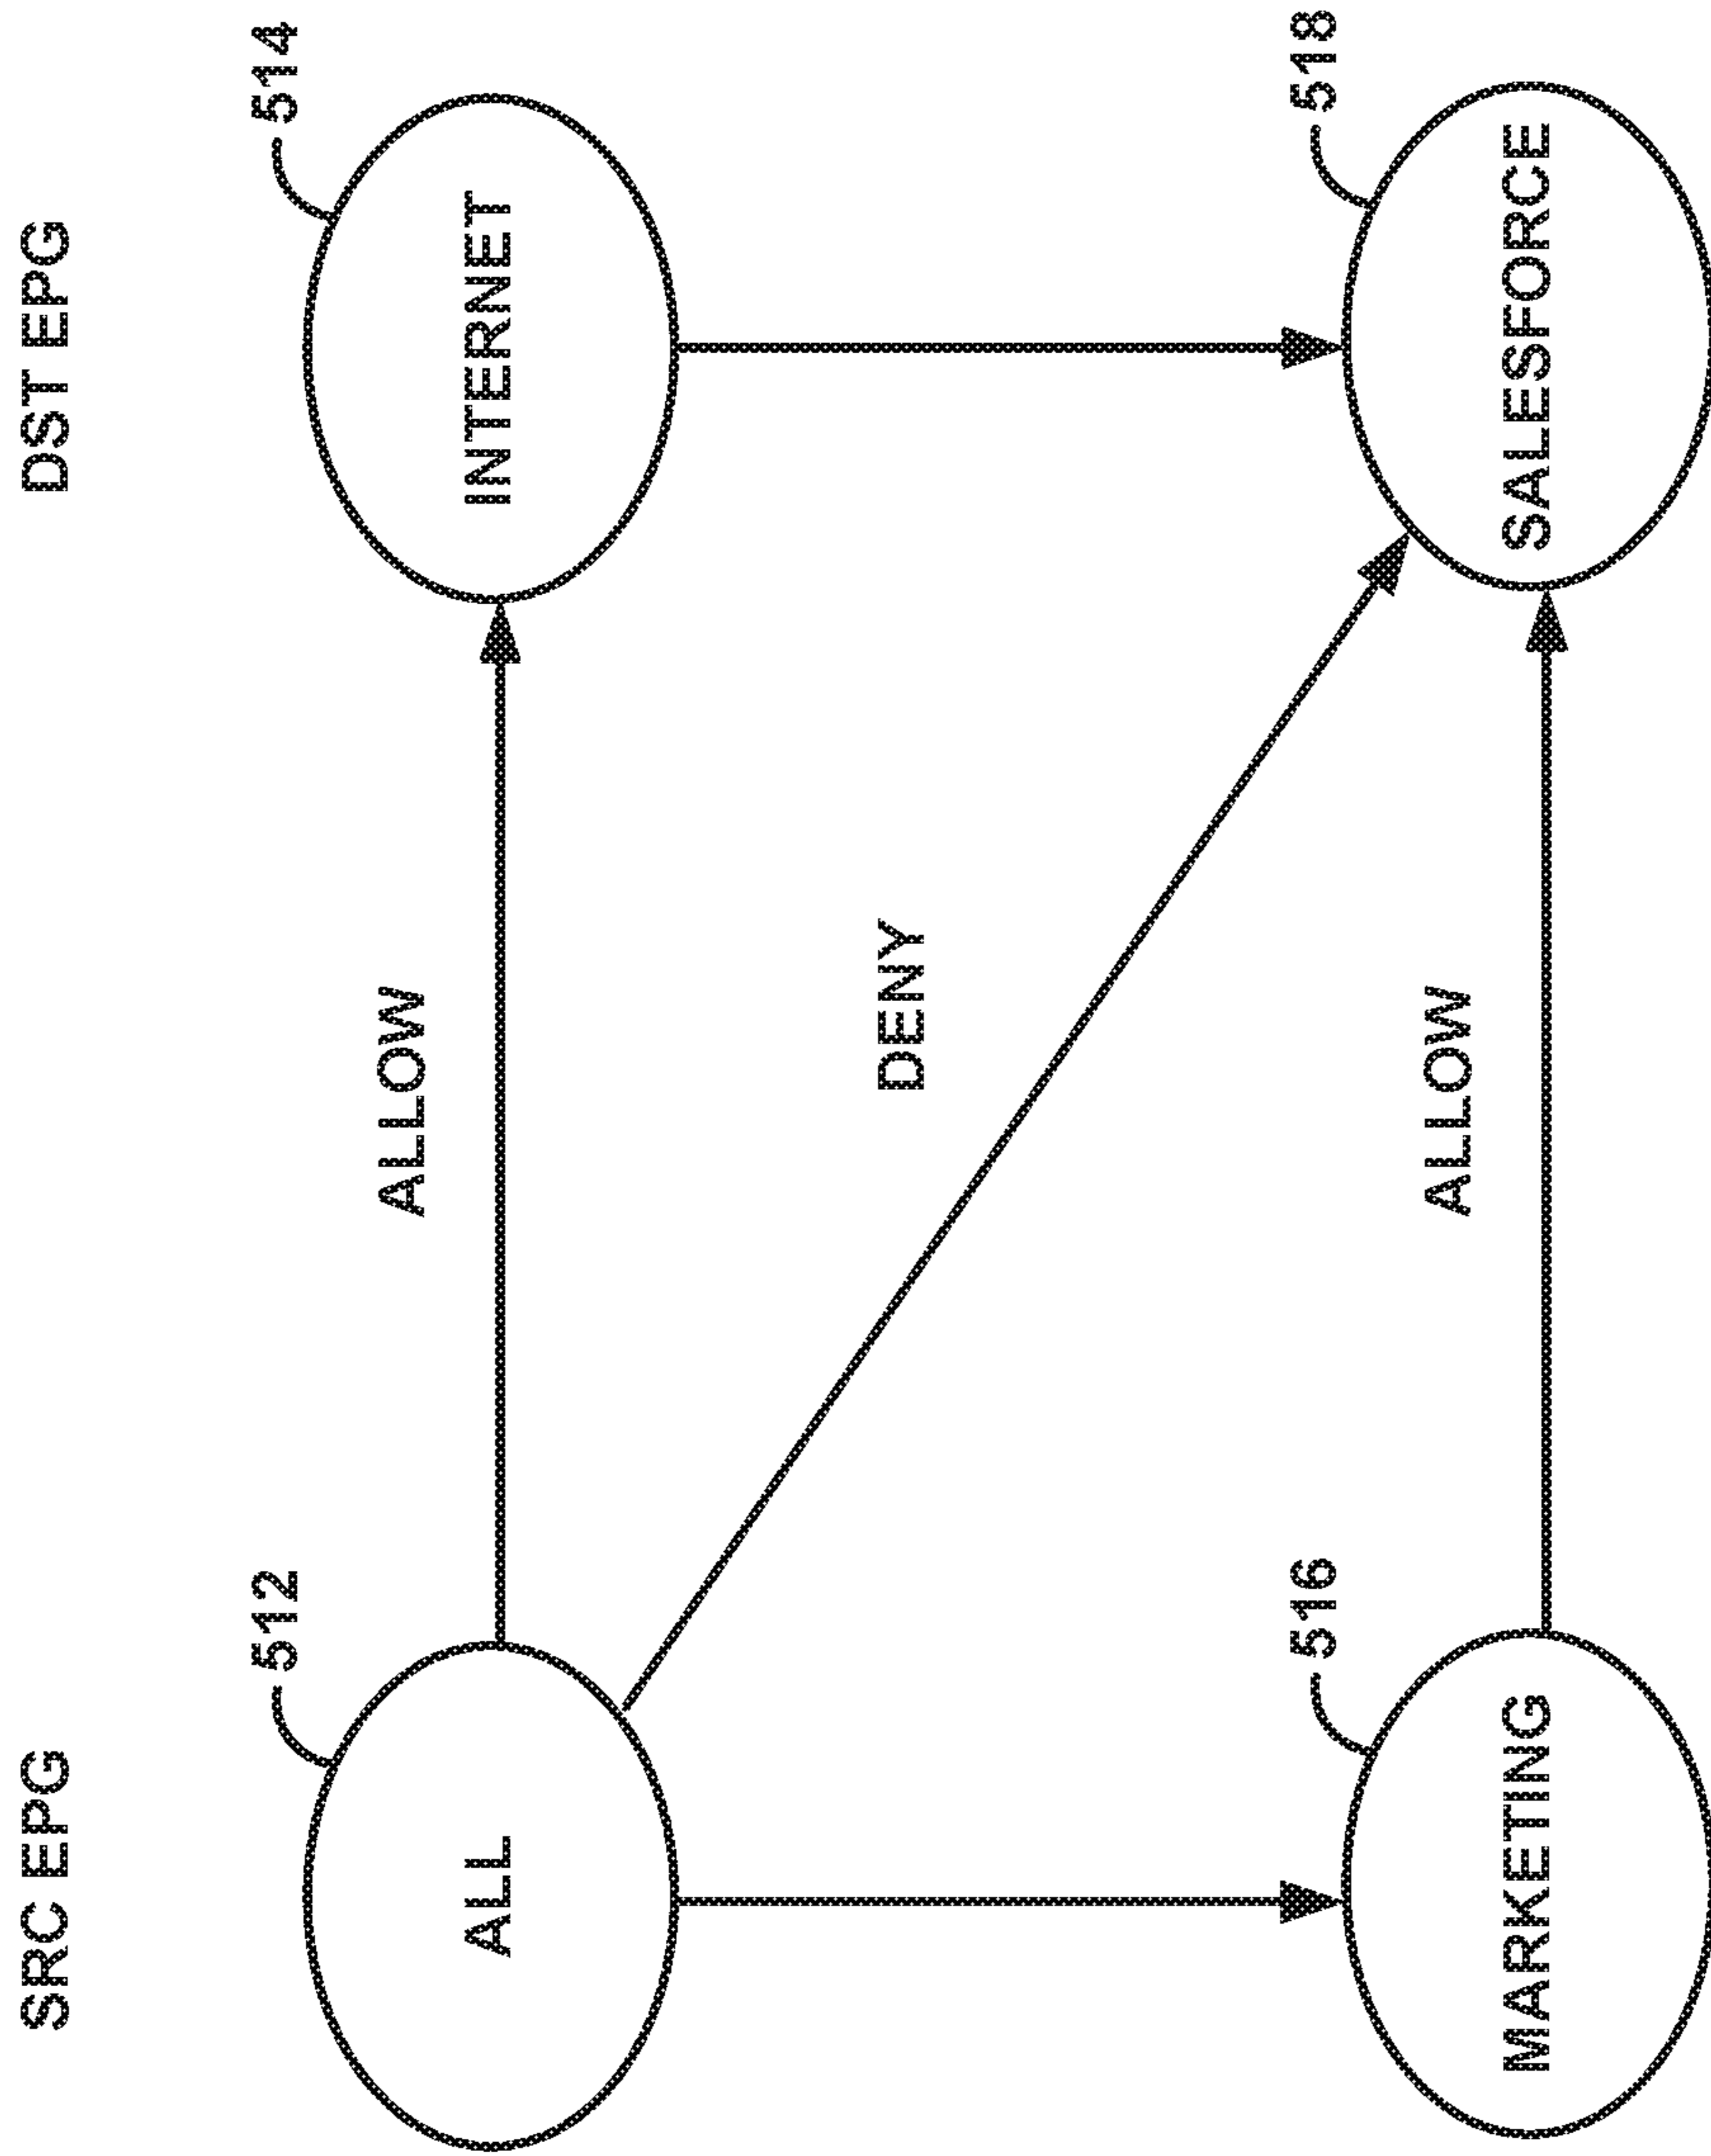 SRC EPG
DST EPG
512
514
ALL
ALLOW
INTERNET
DENY
516
518
MARKETING
ALLOW
SALESFORCE